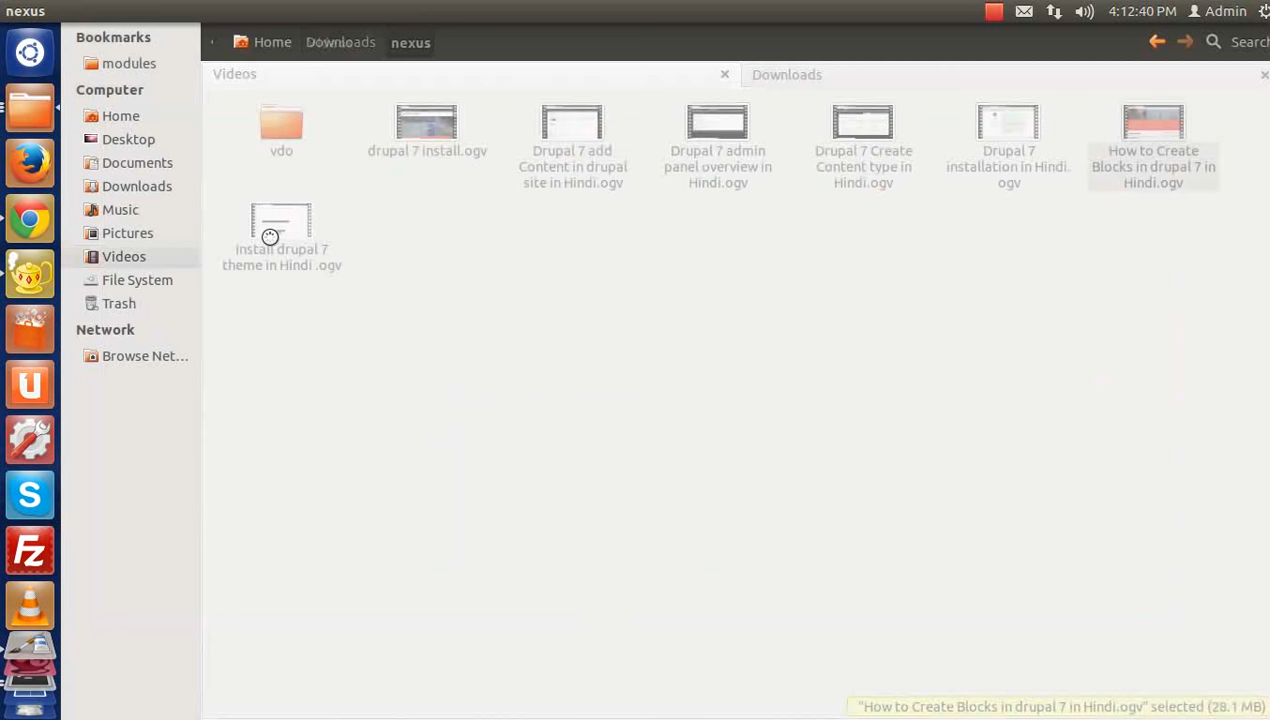 nexus
4:12:40 PM
Admin
Home
Downloads
nexus
Search
Bookmarks
modules
Computer
Home
Desktop
Documents
Downloads
Music
Pictures
Videos
File System
Trash
Network
Browse Net...
Videos
Downloads
vdo
drupal 7 install.ogv
Drupal 7 add
Content in drupal
site in Hindi.ogv
Drupal 7 admin
panel overview in
Hindi.ogv
Drupal 7 Create
Content type in
Hindi.ogv
Drupal 7
installation in Hindi.
ogv
How to Create
Blocks in drupal 7 in
Hindi.ogv
install drupal 7
theme in Hindi .ogv
"How to Create Blocks in drupal 7 in Hindi.ogv" selected (28.1 MB)